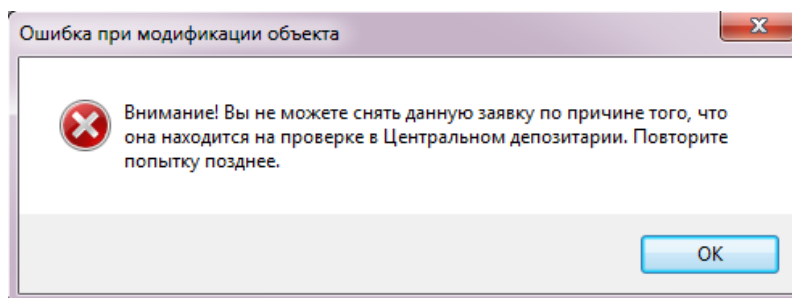 Ошибка при модификации объекта
Внимание! Вы не можете снять данную заявку по причине того, что
она находится на проверке в Центральном депозитарии. Повторите
попытку позднее.
OK